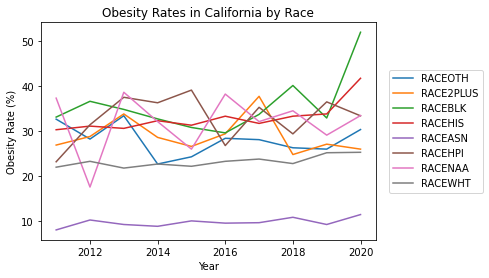 Obesity Rates in California by Race
Obesity Rate (%)
50
40
30
20
10
2012 2014 2016 2018 2020
Year
RACEOTH
RACE2PLUS
RACEBLK
RACEHIS
RACEASN
RACEHPI
RACENAA
RACEWHT